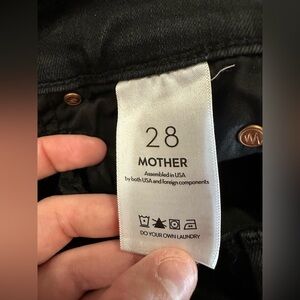 28
MOTHER
Assembled in USA
by both USA and foreign components
DO YOUR OWN LAUNDRY